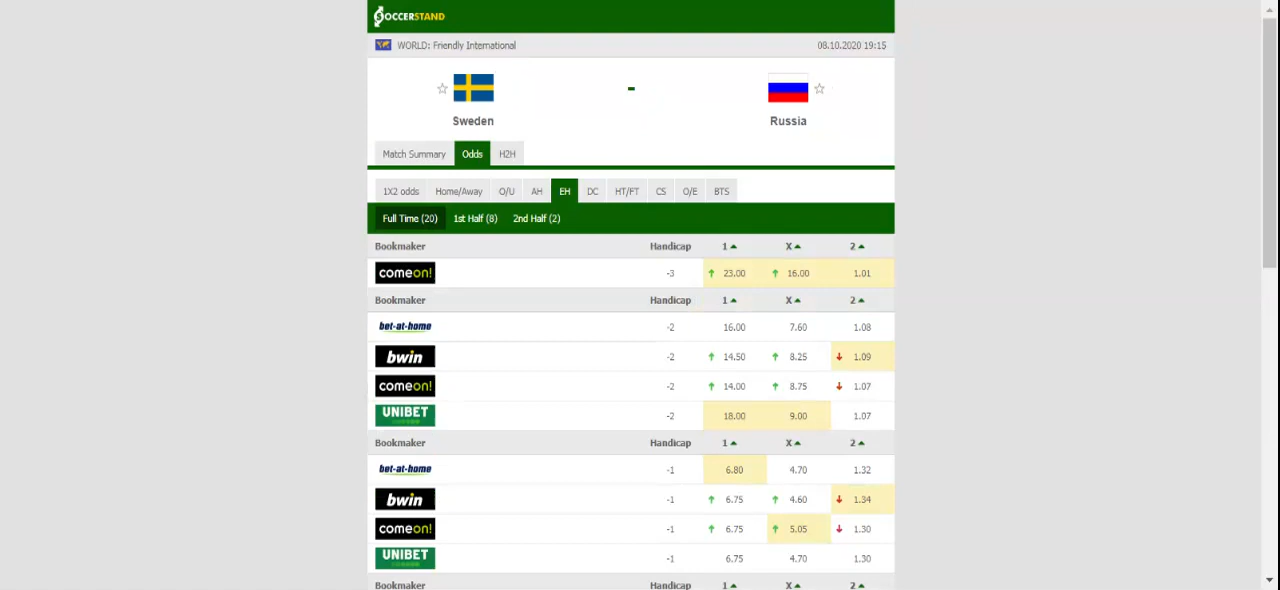 SOCCERSTAND
WORLD: Friendly International 08.10.2020 19:15
-
Sweden Russia
Match Summary Odds H2H
1X2 odds Home/Away O/U AH EH DC HT/FT CS O/E BTS
Full Time (20) 1st Half (8) 2nd Half (2)
Bookmaker Handicap 1 X 2
comeon! -3 23.00 16.00 1.01
Bookmaker Handicap 1 X 2
bet-at-home -2 16.00 7.60 1.08
bwin -2 14.50 8.25 1.09
comeon! -2 14.00 8.75 1.07
UNIBET -2 18.00 9.00 1.07
Bookmaker Handicap 1 X 2
bet-at-home -1 6.80 4.70 1.32
bwin -1 6.75 4.60 1.34
comeon! -1 6.75 5.05 1.30
UNIBET -1 6.75 4.70 1.30
Bookmaker Handicap 1 X 2